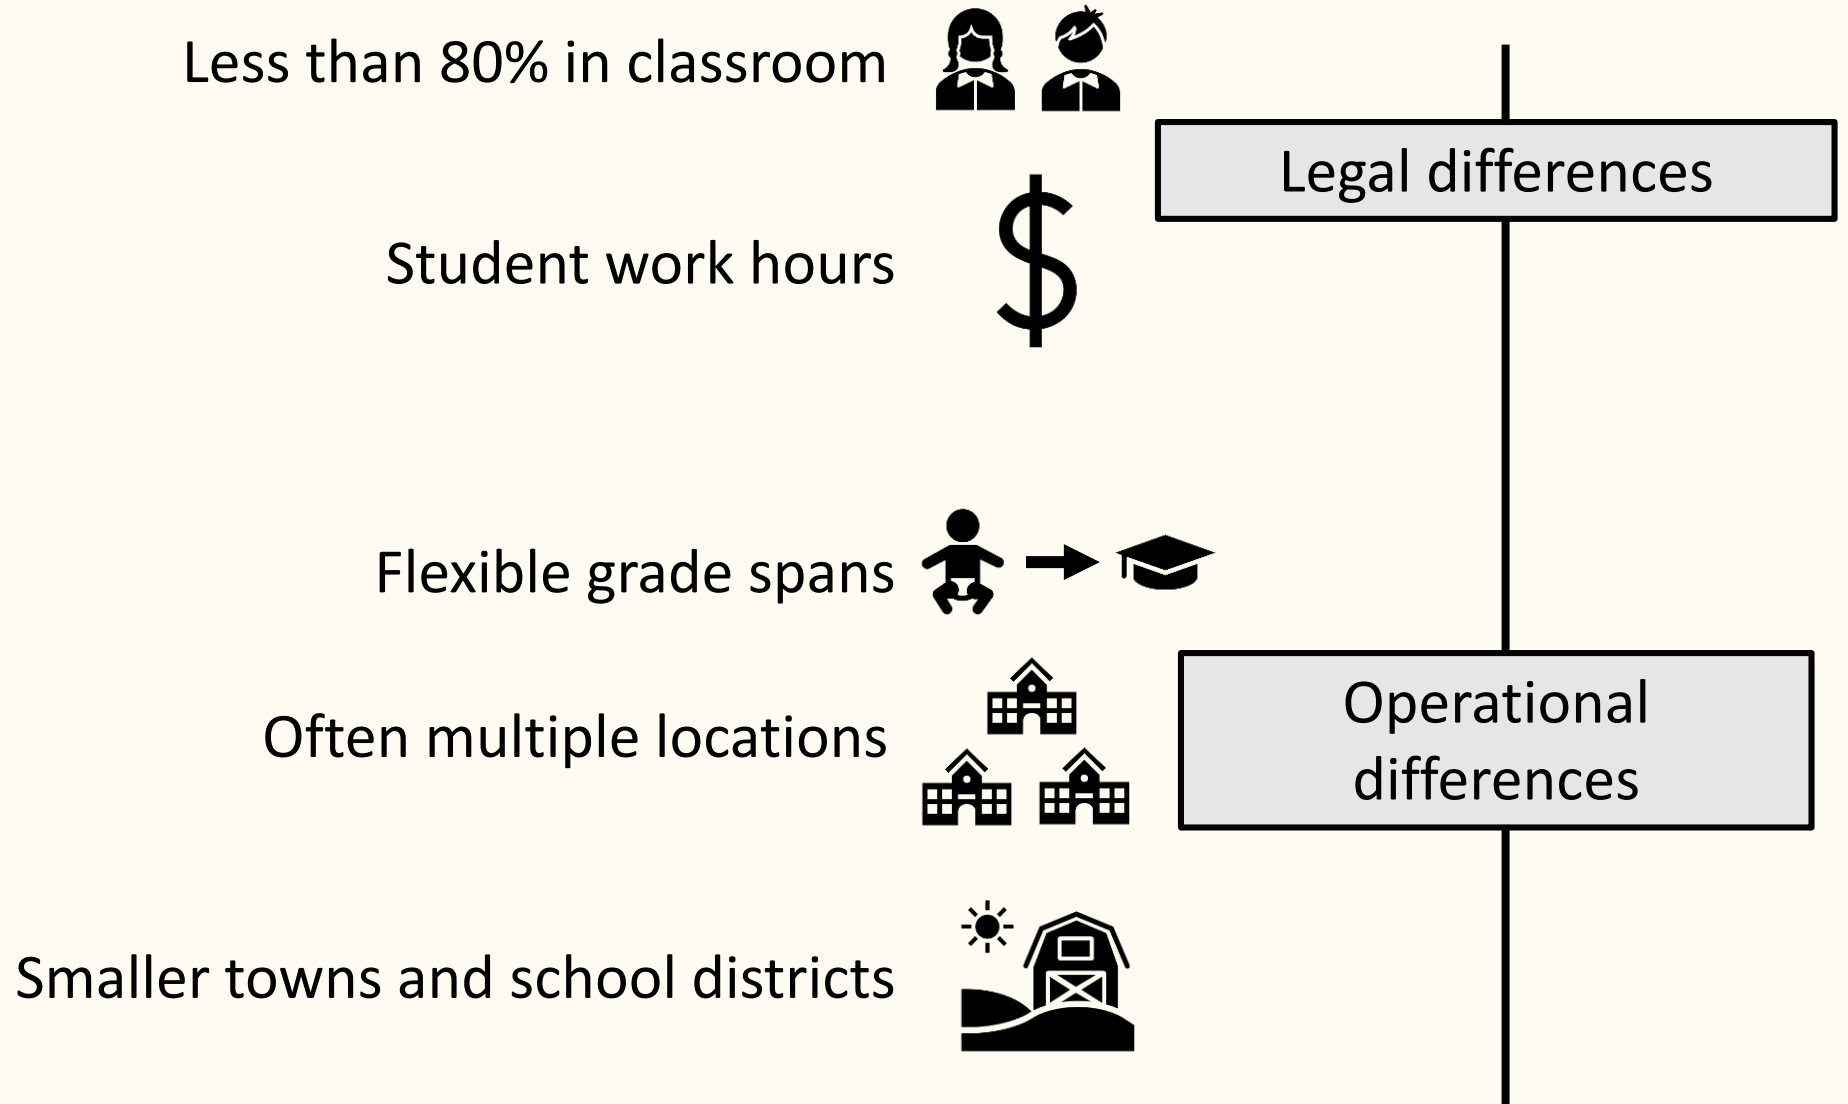 Less than 80% in classroom
Legal differences
Student work hours
Flexible grade spans
Often multiple locations
Operational
differences
Smaller towns and school districts